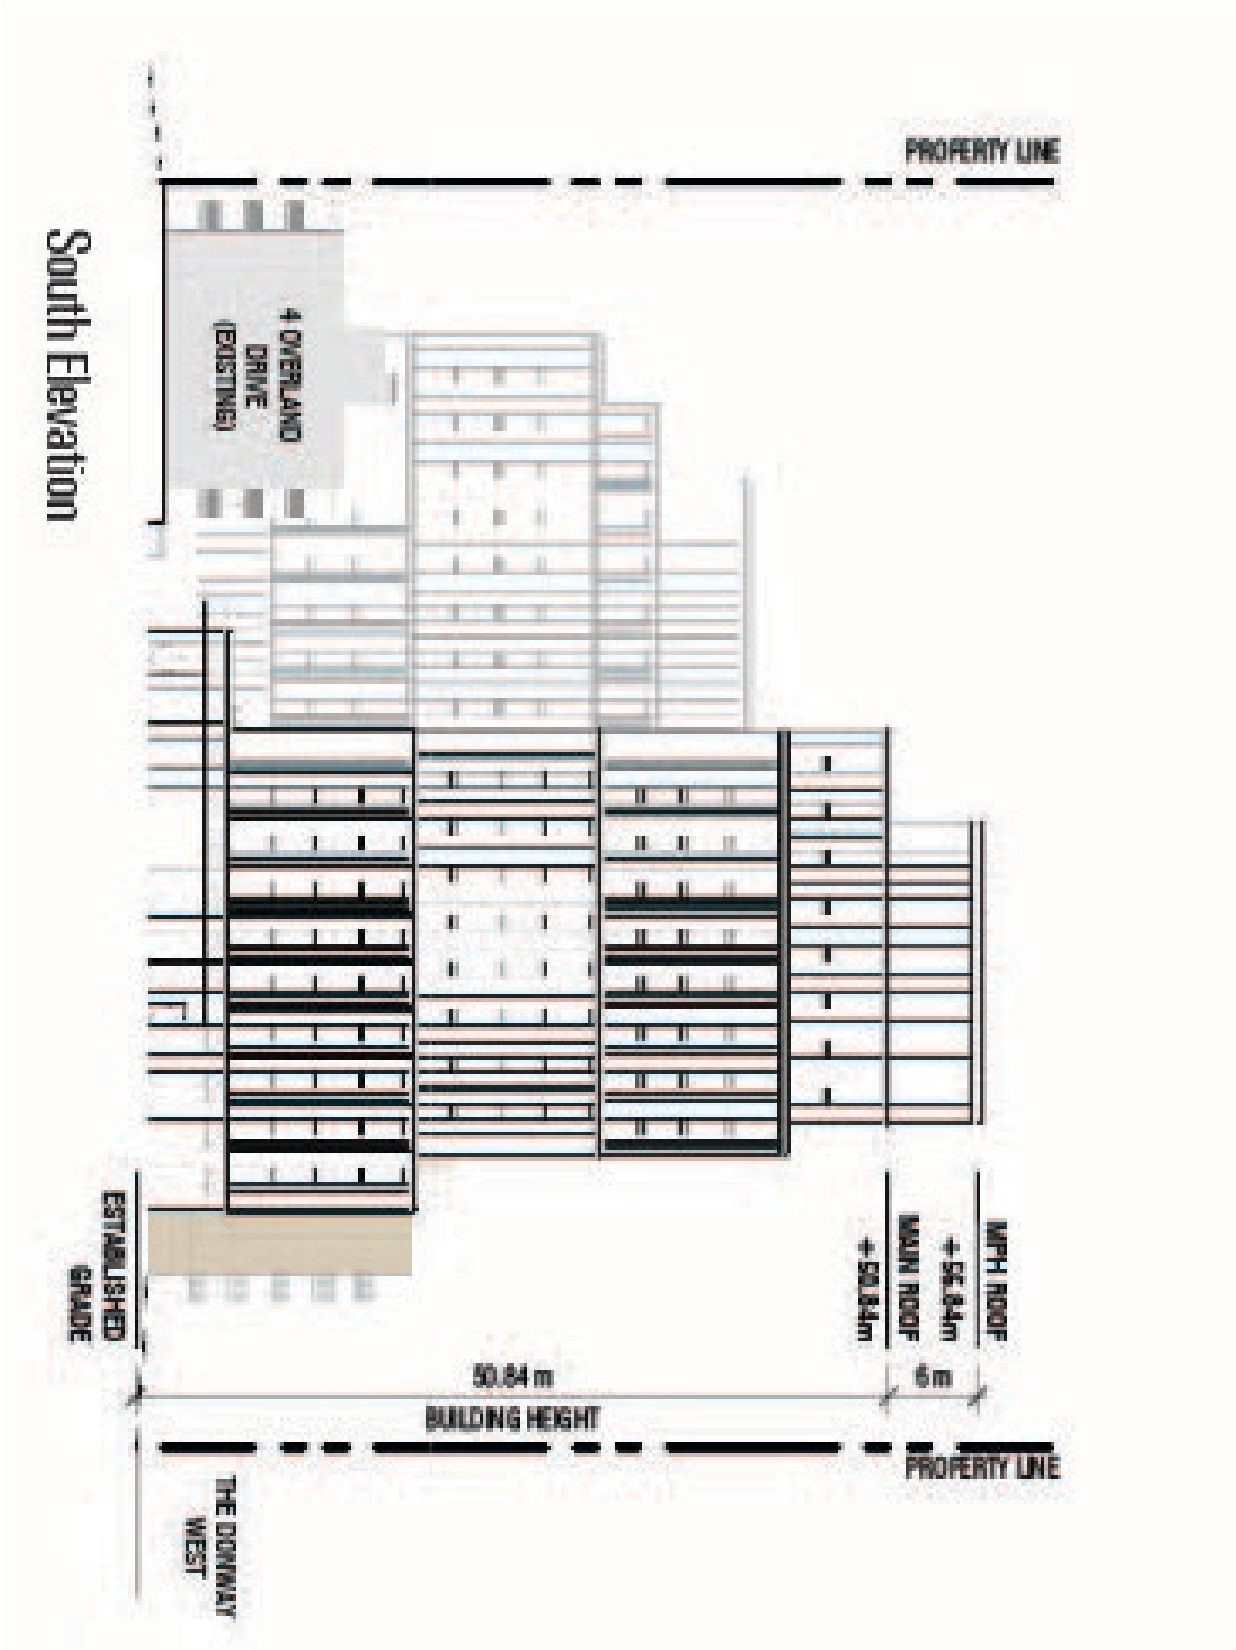 PROPERTY LINE
4 OVERLAND
DRIVE
(EXISTING)
South Elevation
ESTABLISHED
GRADE
MPH ROOF
+56.84m
MAIN ROOF
+50.84m
50.84 m
6 m
BUILDING HEIGHT
PROPERTY LINE
THE DONWAY
WEST